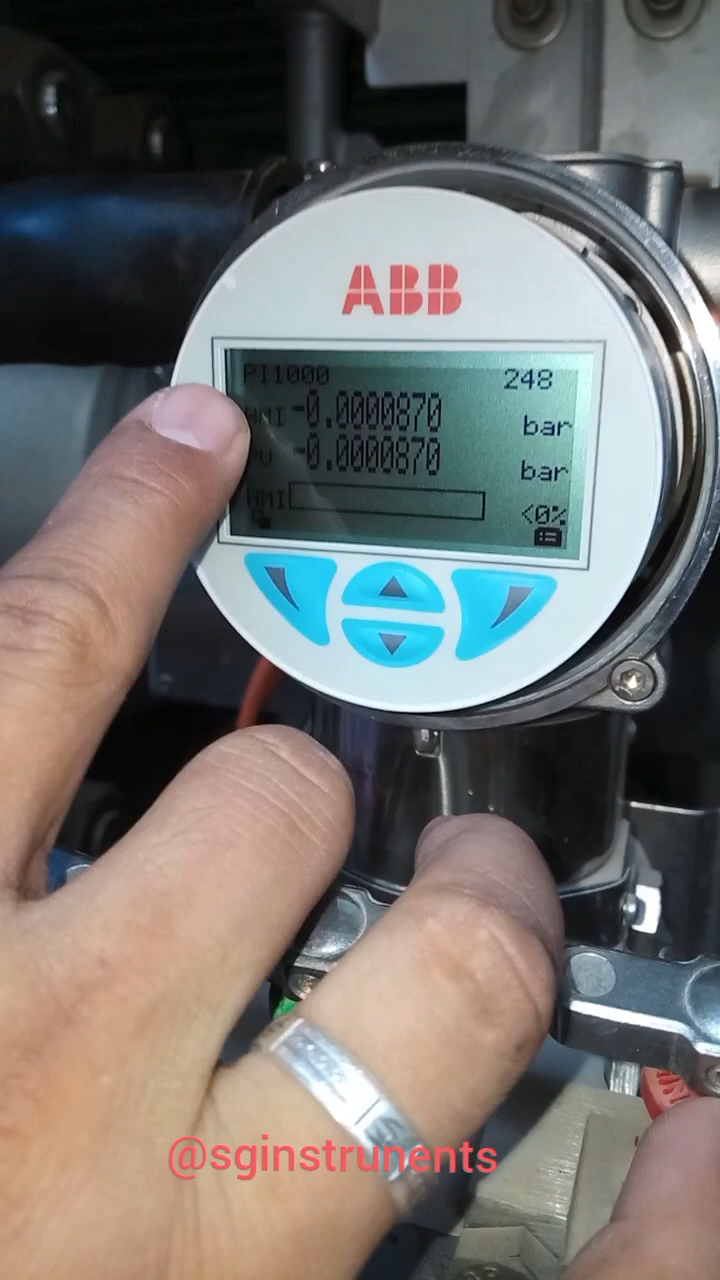 ABB
PI1000 248
HMI -0.0000870 bar
PV -0.0000870 bar
HMI <0%
@sginstrunents